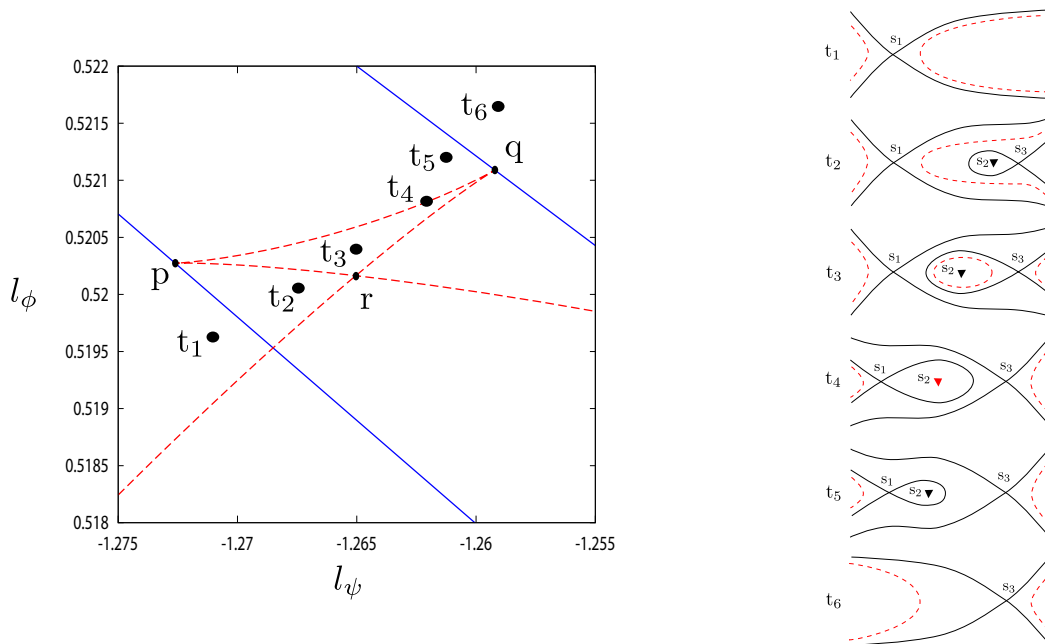 0.522
0.5215
0.521
0.5205
0.52
0.5195
0.519
0.5185
0.518
-1.275
-1.27
-1.265
-1.26
-1.255
l_ϕ
l_ψ
t₆
q
t₅
t₄
t₃
p
t₂
r
t₁
t₁ s₁
t₂ s₁ s₂ s₃
t₃ s₁ s₂ s₃
t₄ s₁ s₂ s₃
t₅ s₁ s₂ s₃
t₆ s₃